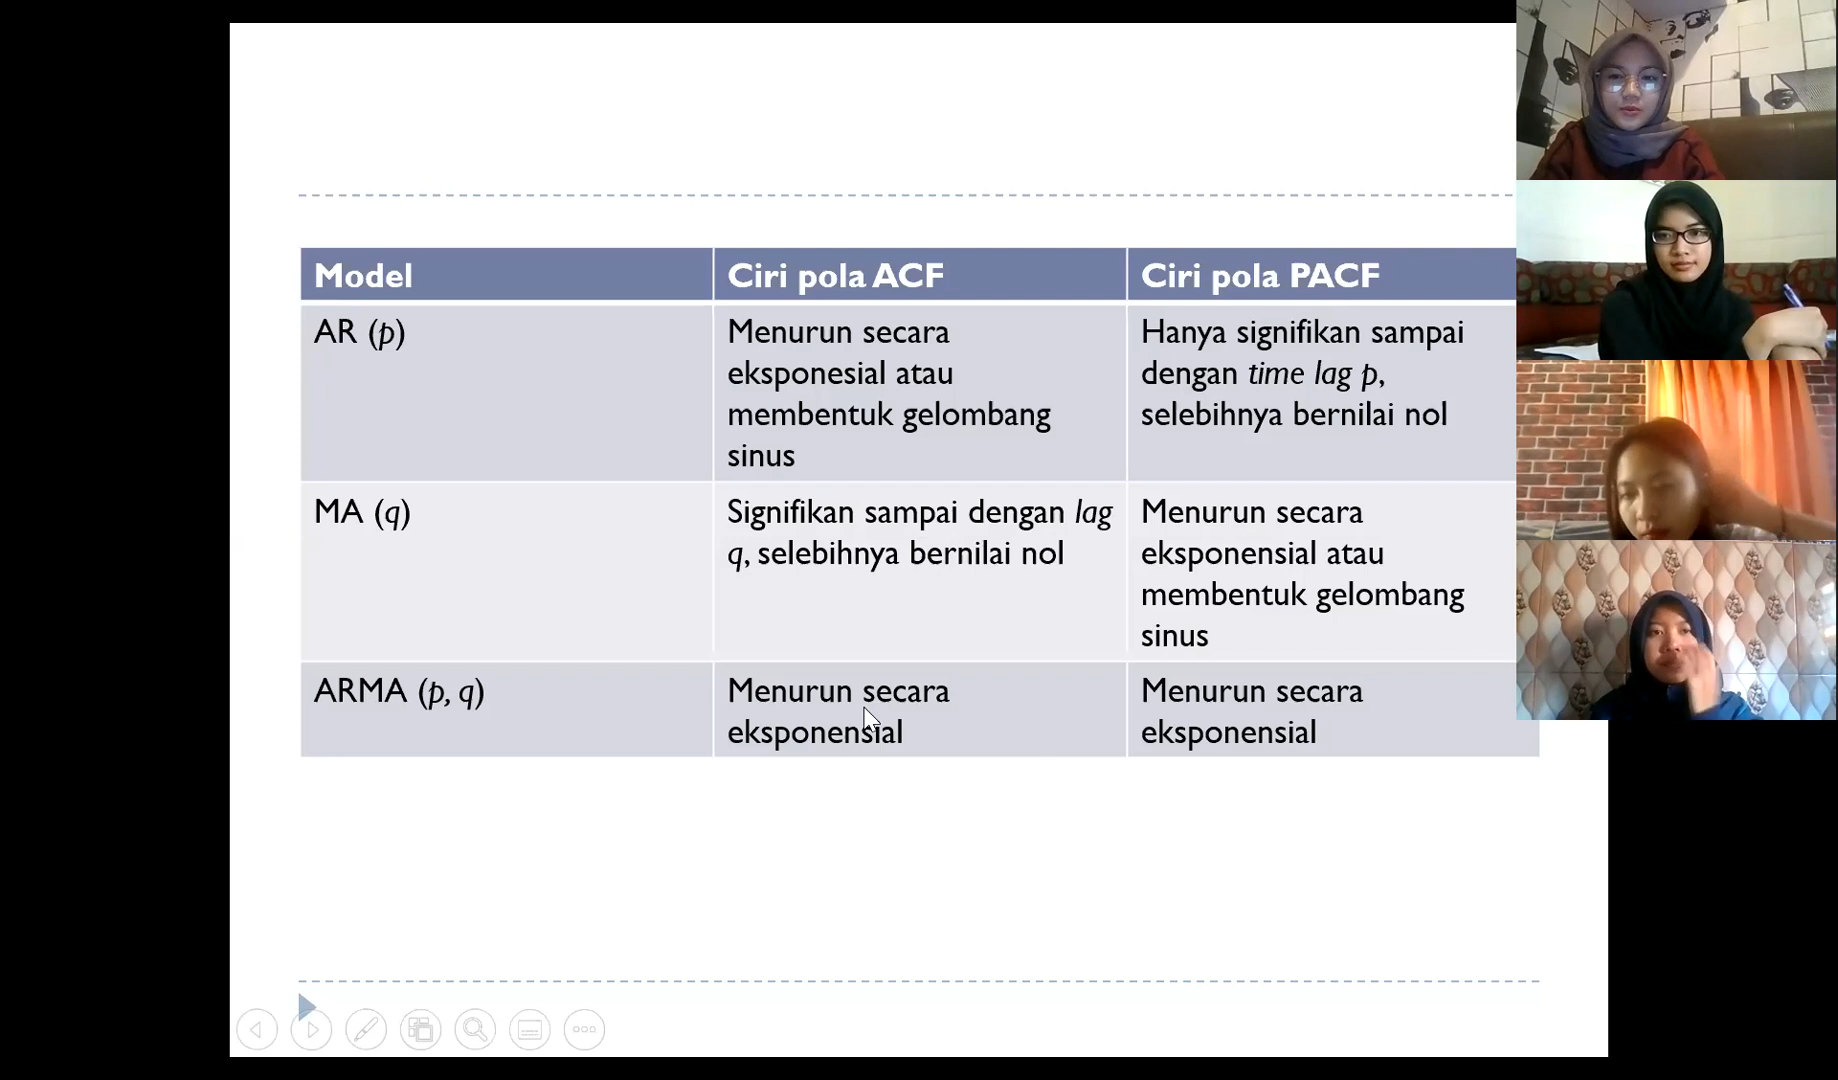 Model
Ciri pola ACF
Ciri pola PACF
AR (p)
Menurun secara
eksponesial atau
membentuk gelombang
sinus
Hanya signifikan sampai
dengan time lag p,
selebihnya bernilai nol
MA (q)
Signifikan sampai dengan lag
q, selebihnya bernilai nol
Menurun secara
eksponensial atau
membentuk gelombang
sinus
ARMA (p, q)
Menurun secara
eksponensial
Menurun secara
eksponensial